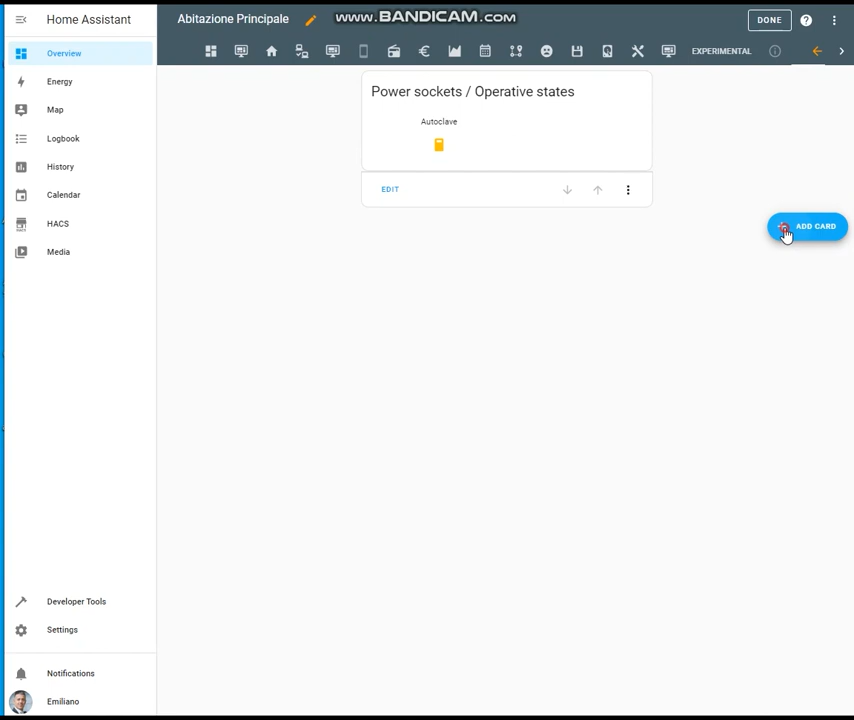 Home Assistant
Abitazione Principale
WWW.BANDICAM.COM
DONE
Overview
EXPERIMENTAL
Energy
Map
Logbook
History
Calendar
HACS
Media
Power sockets / Operative states
Autoclave
EDIT
ADD CARD
Developer Tools
Settings
Notifications
Emiliano